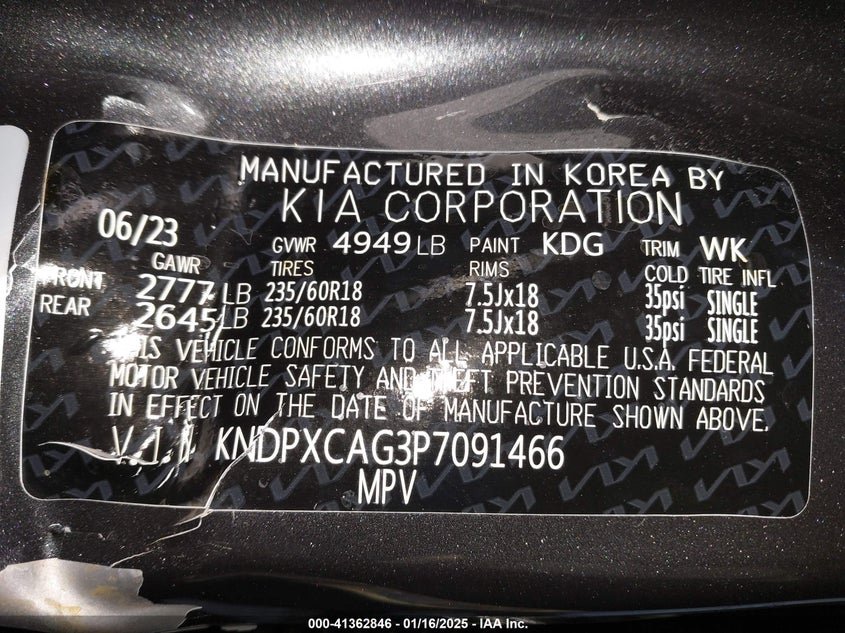 MANUFACTURED IN KOREA BY
KIA CORPORATION
06/23 GVWR 4949 LB PAINT KDG TRIM WK
GAWR TIRES RIMS COLD TIRE INFL
FRONT 2777 LB 235/60R18 7.5Jx18 35psi SINGLE
REAR 2645 LB 235/60R18 7.5Jx18 35psi SINGLE
THIS VEHICLE CONFORMS TO ALL APPLICABLE U.S.A. FEDERAL
MOTOR VEHICLE SAFETY AND THEFT PREVENTION STANDARDS
IN EFFECT ON THE DATE OF MANUFACTURE SHOWN ABOVE.
V.I.N KNDPXCAG3P7091466
MPV
000-41362846 - 01/16/2025 - IAA Inc.